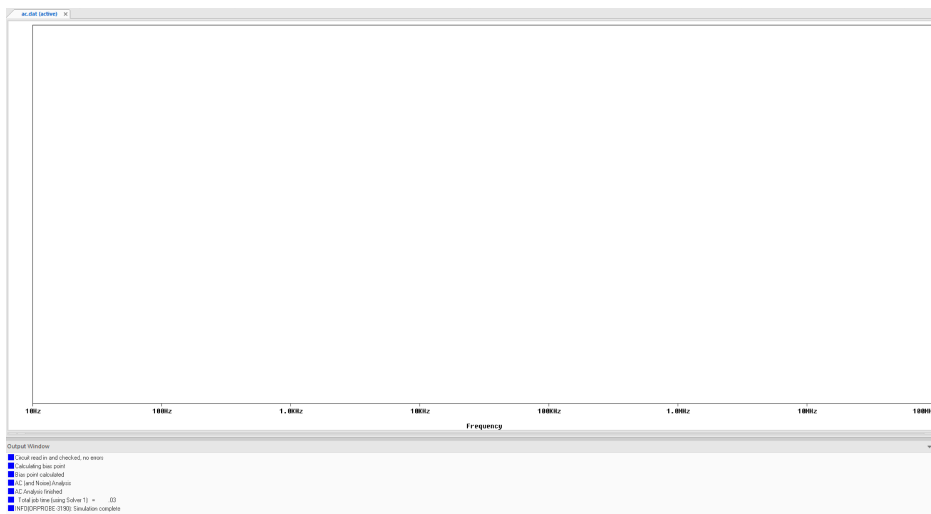 ac.dat (active) ×
10Hz 100Hz 1.0KHz 10KHz 100KHz 1.0MHz 10MHz 100M
Frequency
Output Window
Circuit read in and checked, no errors
Calculating bias point
Bias point calculated
AC (and Noise) Analysis
AC Analysis finished
Total job time (using Solver 1) = .03
INFO(ORPROBE-3190): Simulation complete